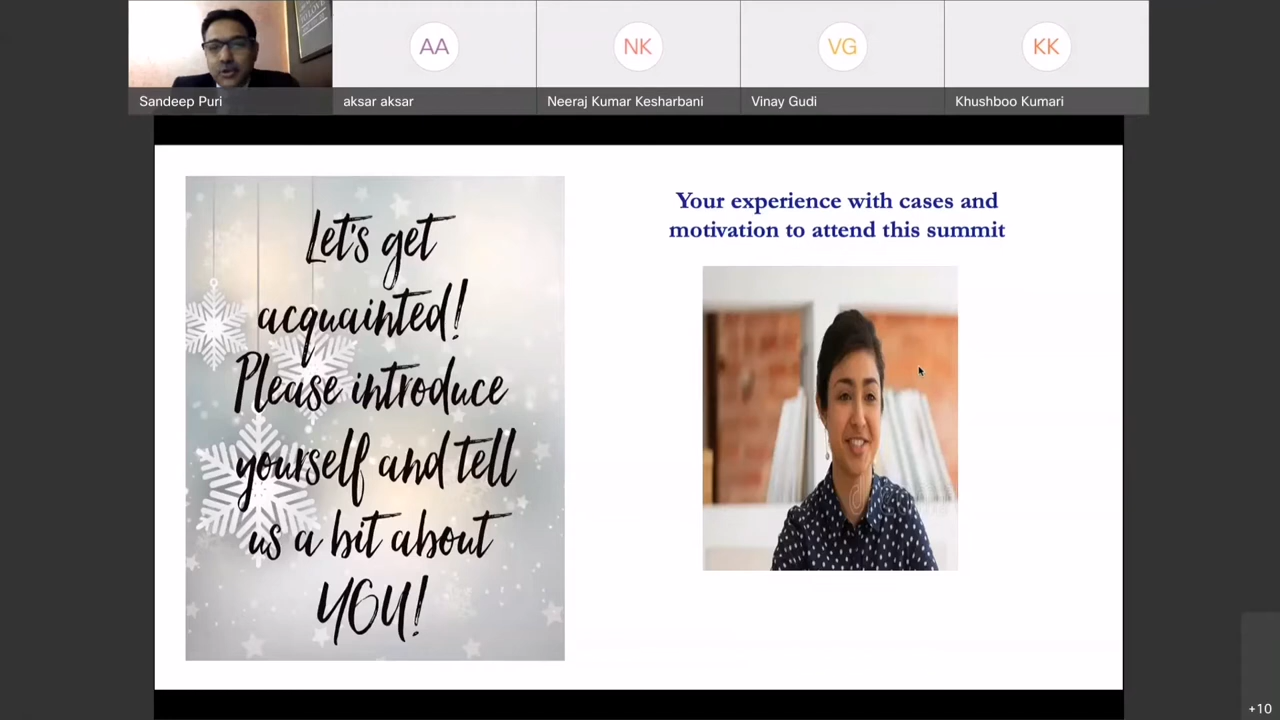 AA
NK
VG
KK
Sandeep Puri
aksar aksar
Neeraj Kumar Kesharbani
Vinay Gudi
Khushboo Kumari
Let's get
acquainted!
Please introduce
yourself and tell
us a bit about
YOU!
Your experience with cases and
motivation to attend this summit
+10